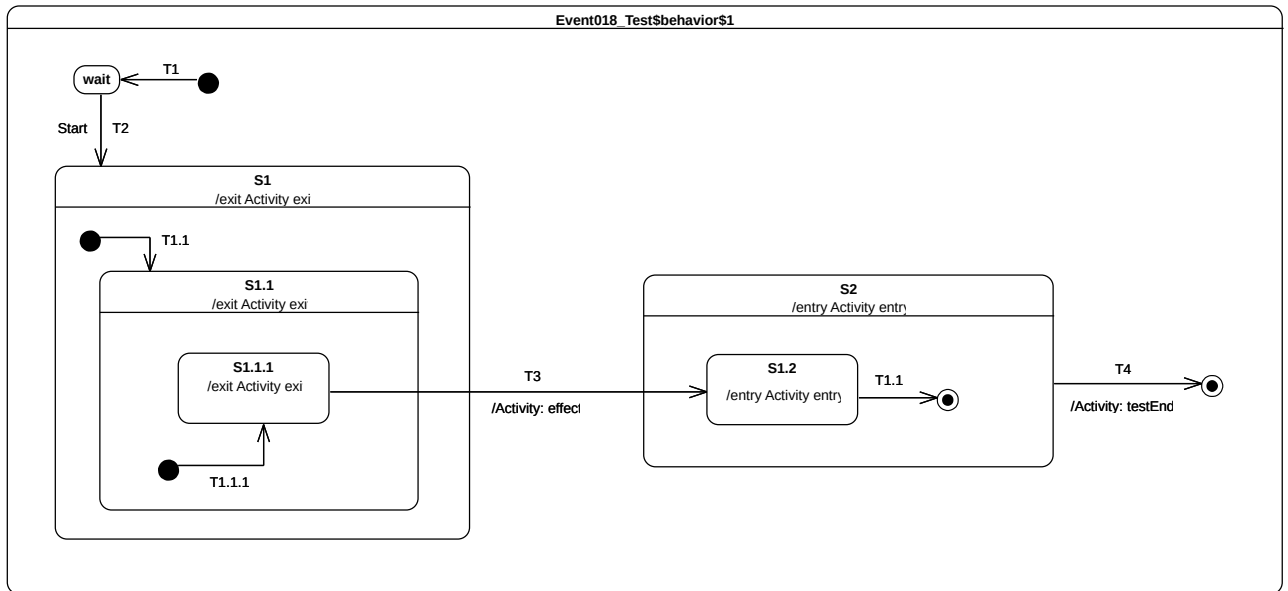 Event018_Test$behavior$1
wait
T1
Start
T2
S1
/exit Activity exi
T1.1
S1.1
/exit Activity exi
S1.1.1
/exit Activity exi
T1.1.1
T3
/Activity: effect
S2
/entry Activity entry
S1.2
/entry Activity entry
T1.1
T4
/Activity: testEnd